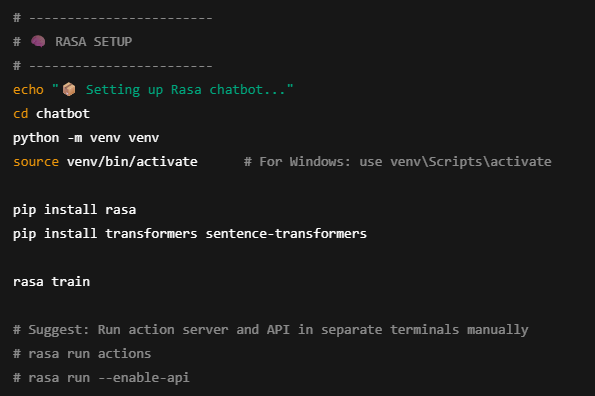 # ------------------------
# 🧠 RASA SETUP
# ------------------------
echo "📦 Setting up Rasa chatbot..."
cd chatbot
python -m venv venv
source venv/bin/activate      # For Windows: use venv\Scripts\activate
pip install rasa
pip install transformers sentence-transformers
rasa train
# Suggest: Run action server and API in separate terminals manually
# rasa run actions
# rasa run --enable-api